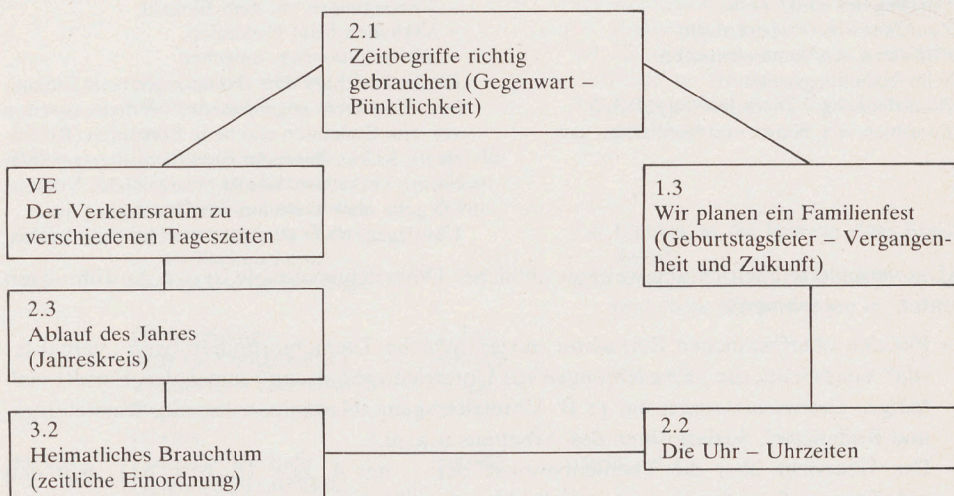 2.1
Zeitbegriffe richtig
gebrauchen (Gegenwart –
Pünktlichkeit)
VE
Der Verkehrsraum zu
verschiedenen Tageszeiten
1.3
Wir planen ein Familienfest
(Geburtstagsfeier – Vergangen-
heit und Zukunft)
2.3
Ablauf des Jahres
(Jahreskreis)
3.2
Heimatliches Brauchtum
(zeitliche Einordnung)
2.2
Die Uhr – Uhrzeiten